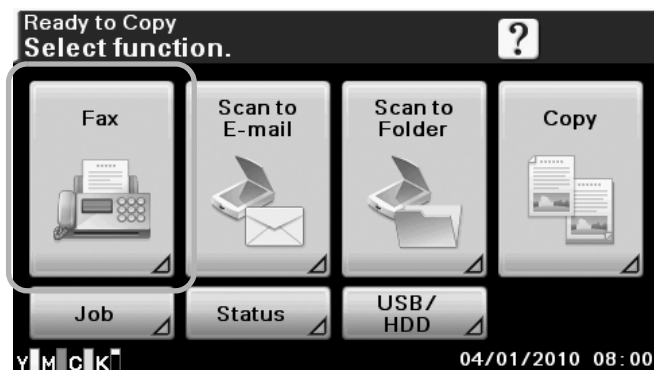 Ready to Copy
Select function.
?
Fax
Scan to
E-mail
Scan to
Folder
Copy
Job
Status
USB/
HDD
Y M C K
04/01/2010 08:00